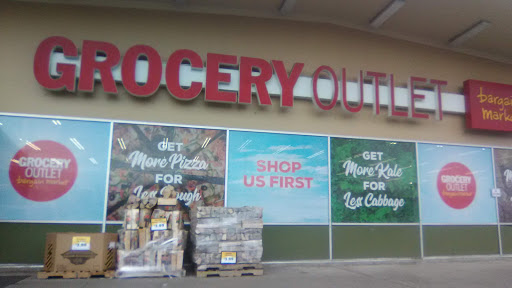 GROCERY OUTLET
bargain
market
GROCERY
OUTLET
bargain market
GET
More Pizza
FOR
Less Dough
SHOP
US FIRST
GET
More Kale
FOR
Less Cabbage
GROCERY
OUTLET
bargain market